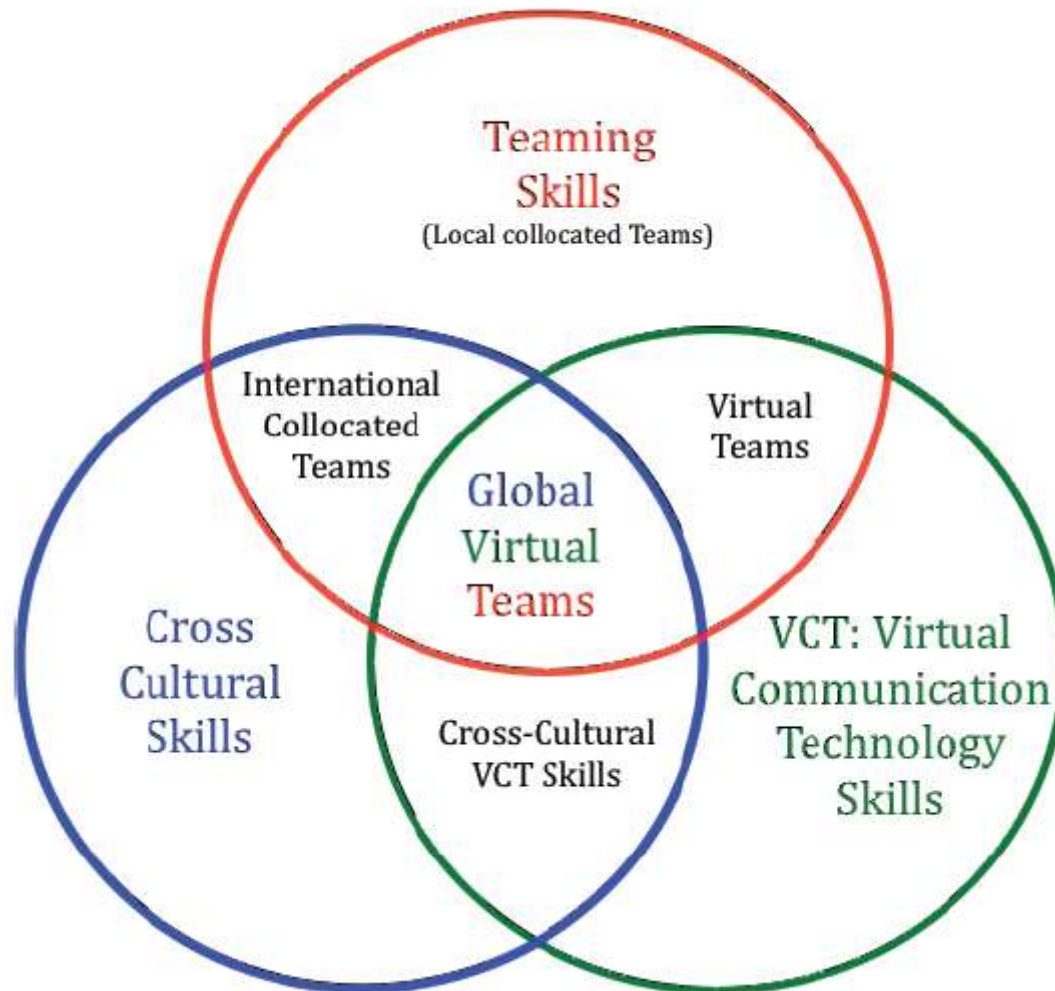 Teaming
Skills
(Local collocated Teams)
International
Collocated
Teams
Virtual
Teams
Global
Virtual
Teams
Cross
Cultural
Skills
VCT: Virtual
Communication
Technology
Skills
Cross-Cultural
VCT Skills